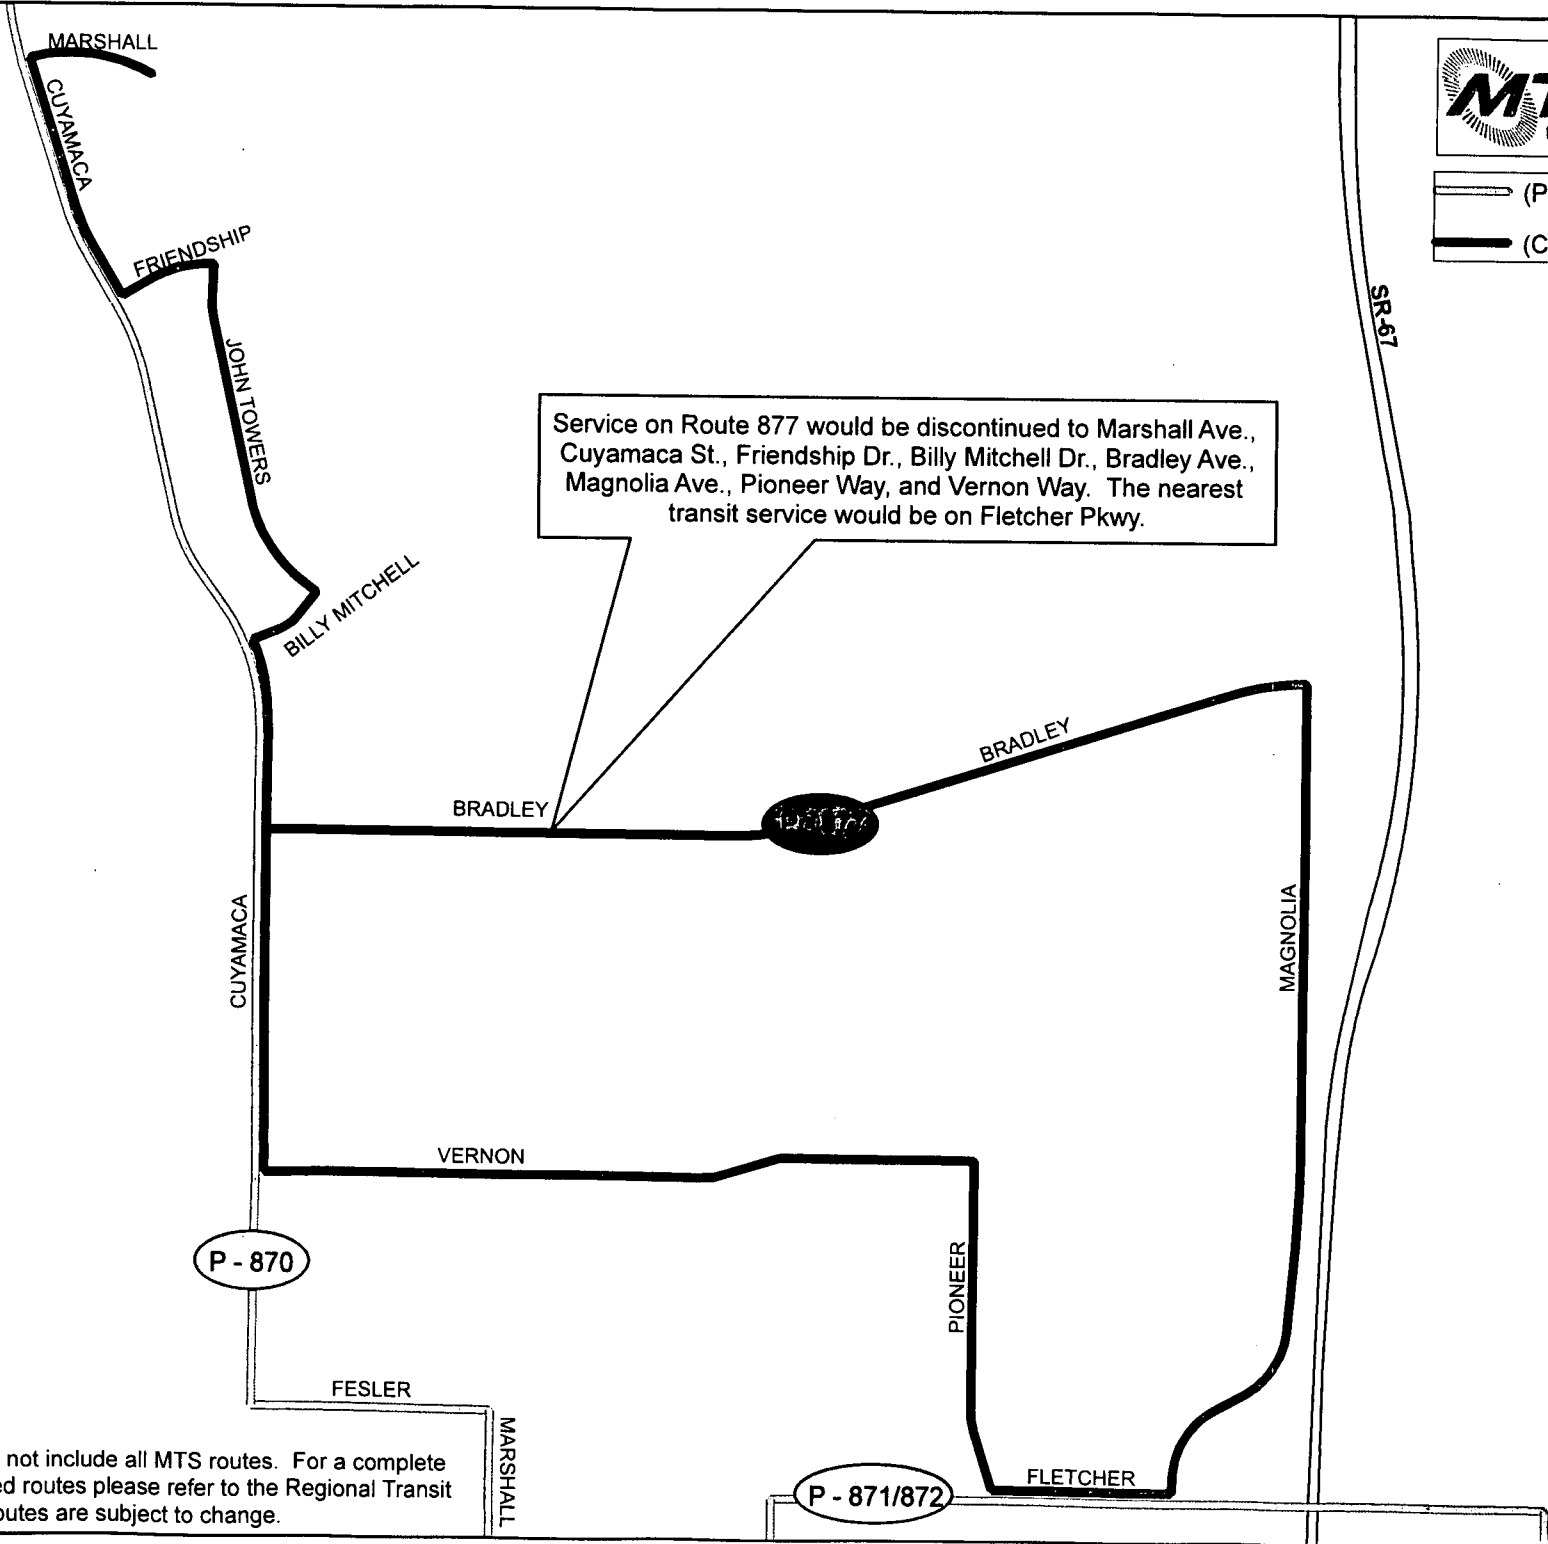 MARSHALL
CUYAMACA
FRIENDSHIP
JOHN TOWERS
BILLY MITCHELL
(P
(C
SR-67
Service on Route 877 would be discontinued to Marshall Ave.,
Cuyamaca St., Friendship Dr., Billy Mitchell Dr., Bradley Ave.,
Magnolia Ave., Pioneer Way, and Vernon Way. The nearest
transit service would be on Fletcher Pkwy.
BRADLEY
BRADLEY
CUYAMACA
MAGNOLIA
VERNON
P - 870
PIONEER
FESLER
MARSHALL
FLETCHER
P - 871/872
not include all MTS routes. For a complete
ed routes please refer to the Regional Transit
outes are subject to change.